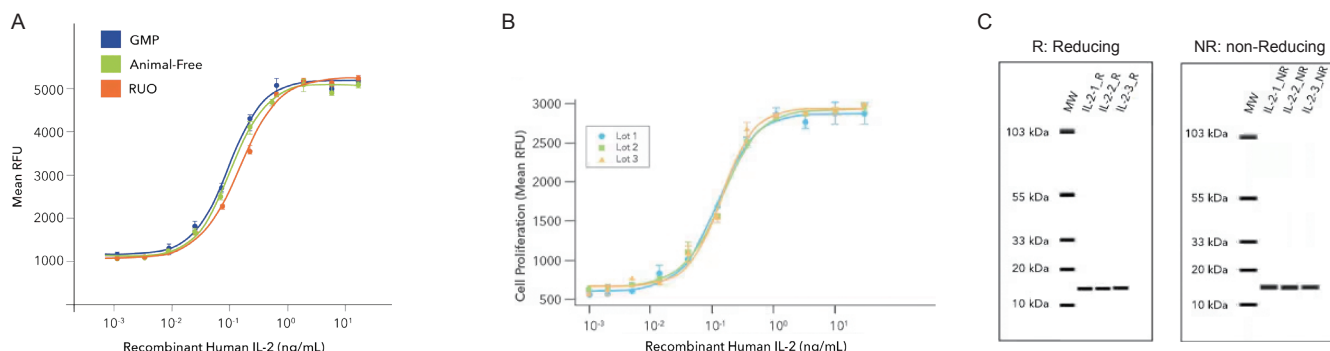 A
GMP
Animal-Free
RUO
Mean RFU
5000
4000
3000
2000
1000
10-3
10-2
10-1
100
101
Recombinant Human IL-2 (ng/mL)
B
Cell Proliferation (Mean RFU)
3000
2500
2000
1500
1000
500
Lot 1
Lot 2
Lot 3
10-3
10-2
10-1
100
101
Recombinant Human IL-2 (ng/mL)
C
R: Reducing
MW
IL-2-1_R
IL-2-2_R
IL-2-3_R
103 kDa
55 kDa
33 kDa
20 kDa
10 kDa
NR: non-Reducing
MW
IL-2-1_NR
IL-2-2_NR
IL-2-3_NR
103 kDa
55 kDa
33 kDa
20 kDa
10 kDa